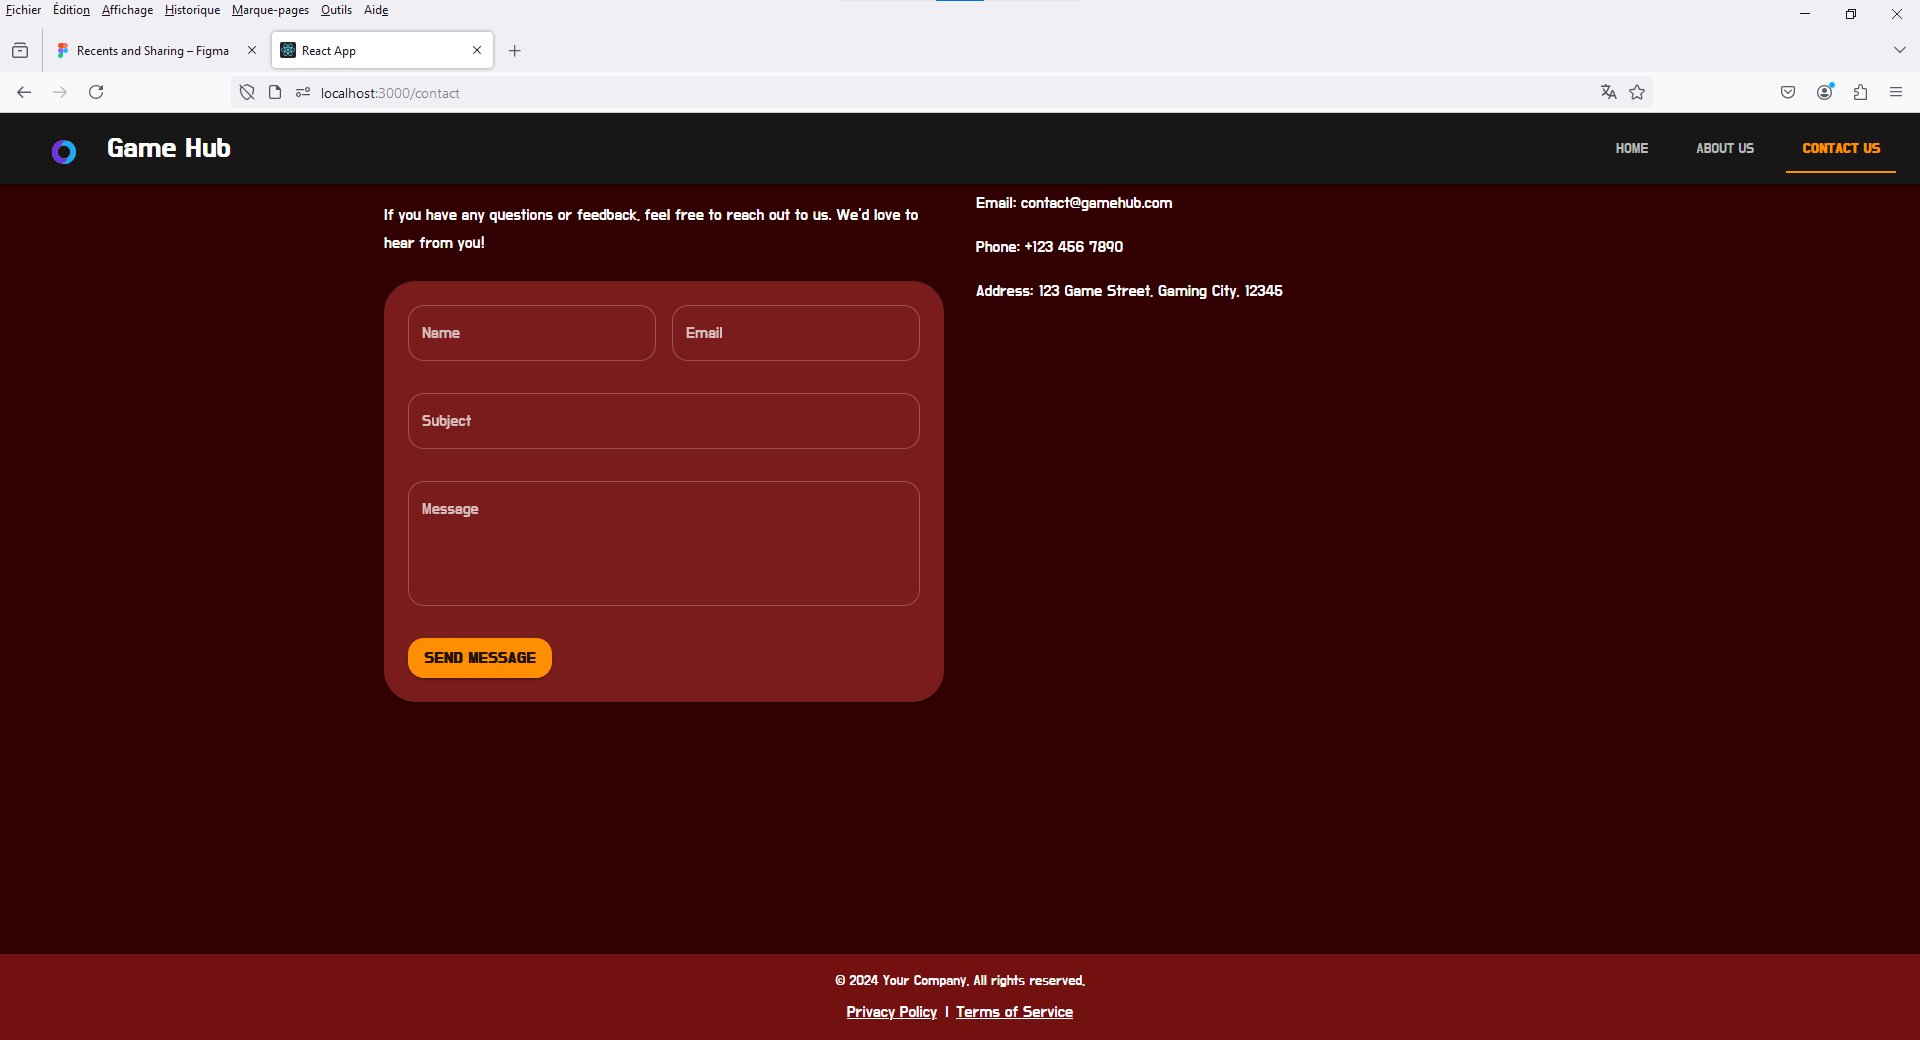 Fichier Édition Affichage Historique Marque-pages Outils Aide
Recents and Sharing – Figma
React App
localhost:3000/contact
Game Hub
HOME ABOUT US CONTACT US
If you have any questions or feedback, feel free to reach out to us. We'd love to
hear from you!
Name
Email
Subject
Message
SEND MESSAGE
Email: contact@gamehub.com
Phone: +123 456 7890
Address: 123 Game Street, Gaming City, 12345
© 2024 Your Company. All rights reserved.
Privacy Policy | Terms of Service